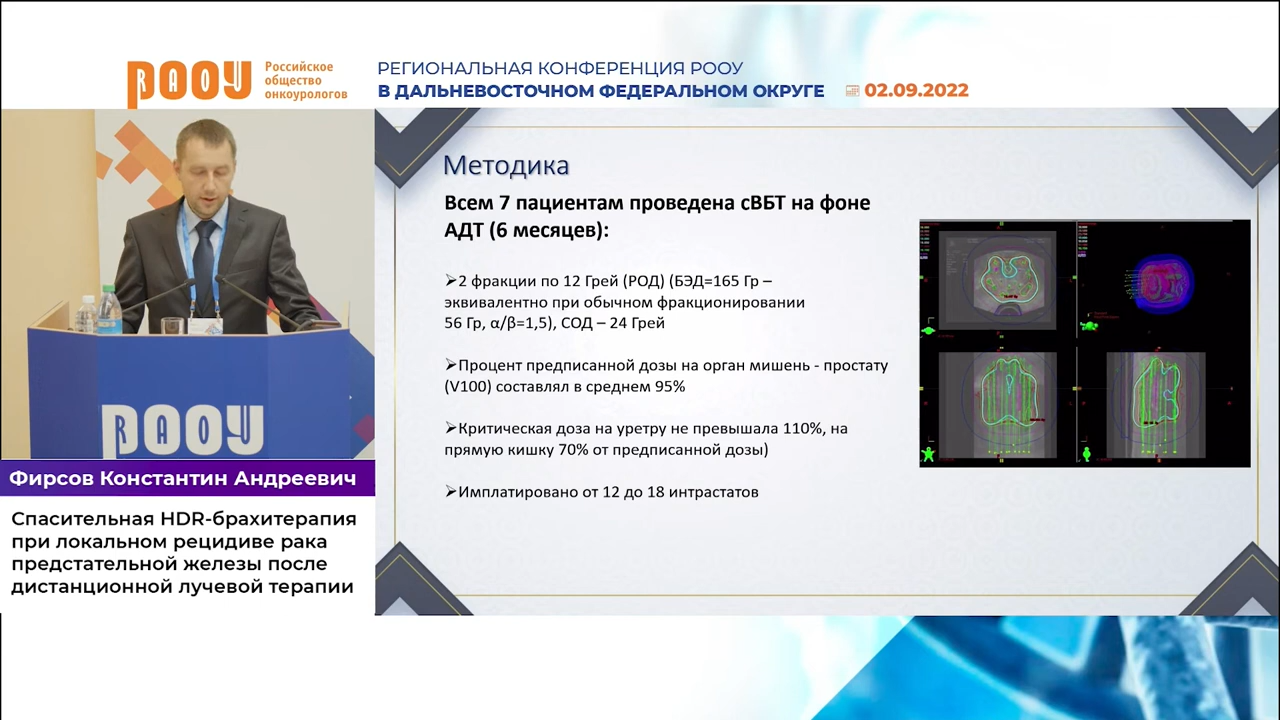 РООУ
RAOU
Российское
общество
онкоурологов
РЕГИОНАЛЬНАЯ КОНФЕРЕНЦИЯ РООУ
В ДАЛЬНЕВОСТОЧНОМ ФЕДЕРАЛЬНОМ ОКРУГЕ
02.09.2022
Методика
Всем 7 пациентам проведена сВБТ на фоне
АДТ (6 месяцев):
➢2 фракции по 12 Грей (РОД) (БЭД=165 Гр –
эквивалентно при обычном фракционировании
56 Гр, α/β=1,5), СОД – 24 Грей
➢Процент предписанной дозы на орган мишень - простату
(V100) составлял в среднем 95%
➢Критическая доза на уретру не превышала 110%, на
прямую кишку 70% от предписанной дозы)
➢Имплатировано от 12 до 18 интрастатов
РООУ
RAOU
Фирсов Константин Андреевич
Спасительная HDR-брахитерапия
при локальном рецидиве рака
предстательной железы после
дистанционной лучевой терапии